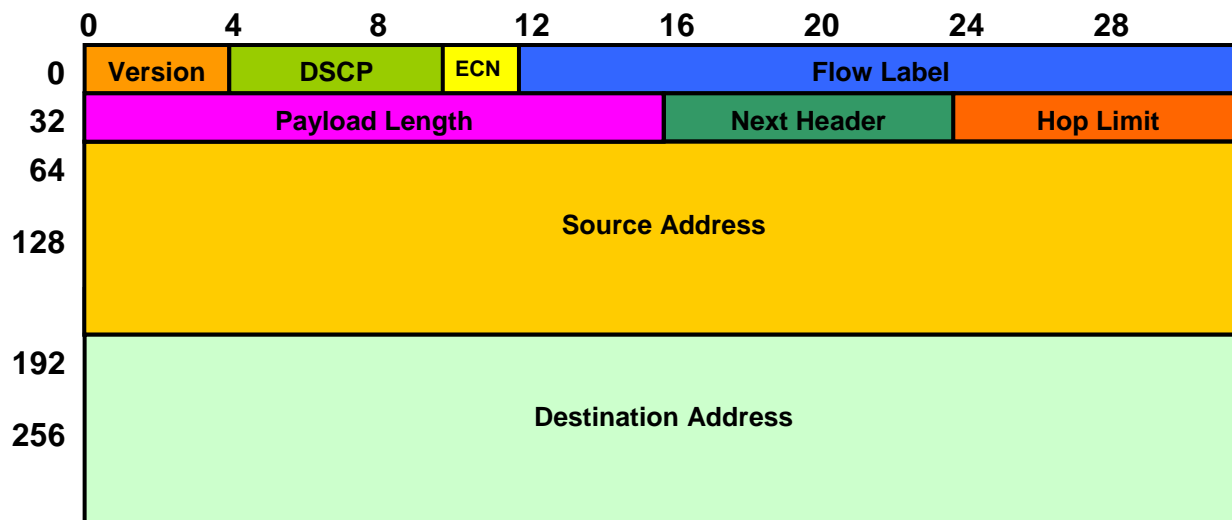 0 4 8 12 16 20 24 28
0 Version DSCP ECN Flow Label
32 Payload Length Next Header Hop Limit
64
Source Address
128
192
Destination Address
256